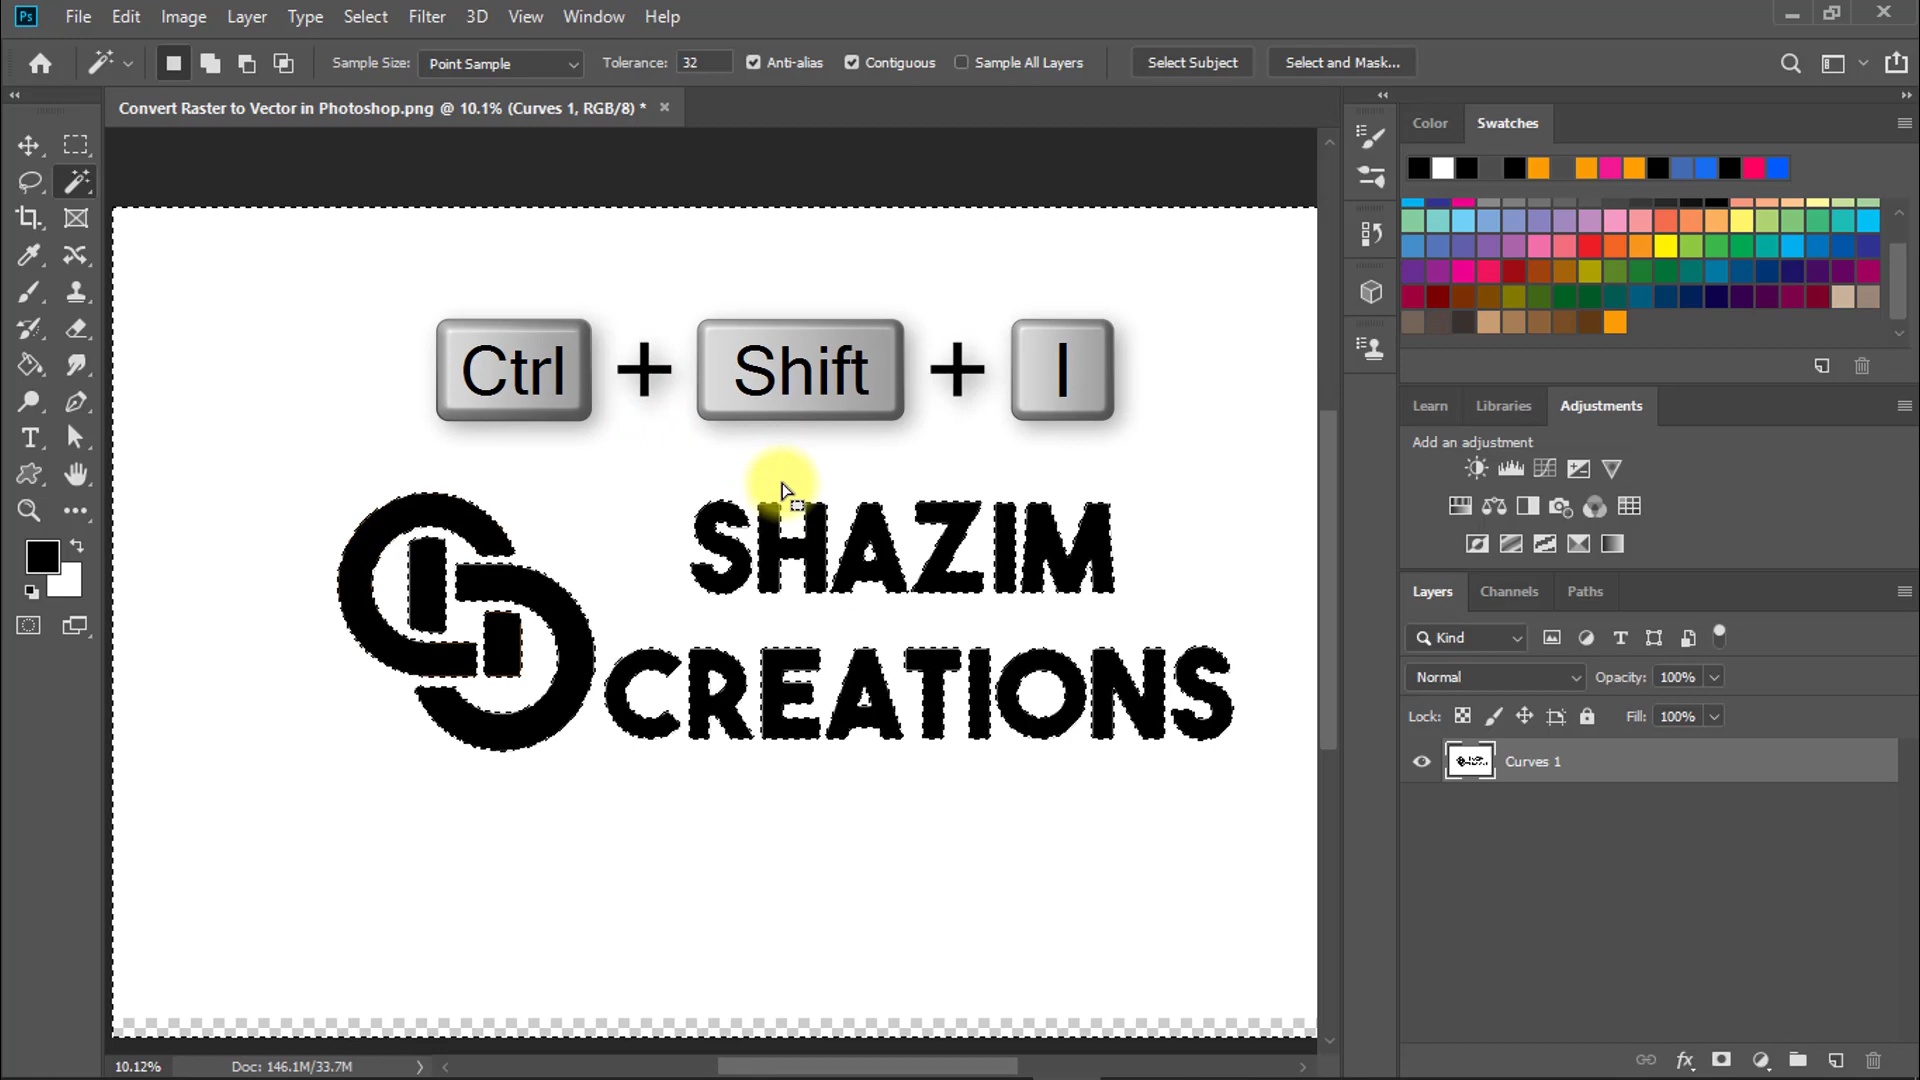 Ps File Edit Image Layer Type Select Filter 3D View Window Help
Sample Size: Point Sample Tolerance: 32 Anti-alias Contiguous Sample All Layers Select Subject Select and Mask...
Convert Raster to Vector in Photoshop.png @ 10.1% (Curves 1, RGB/8) *
Color Swatches
Ctrl + Shift + I
Learn Libraries Adjustments
Add an adjustment
SHAZIM
CREATIONS
Layers Channels Paths
Kind
Normal Opacity: 100%
Lock: Fill: 100%
Curves 1
10.12% Doc: 146.1M/33.7M
fx